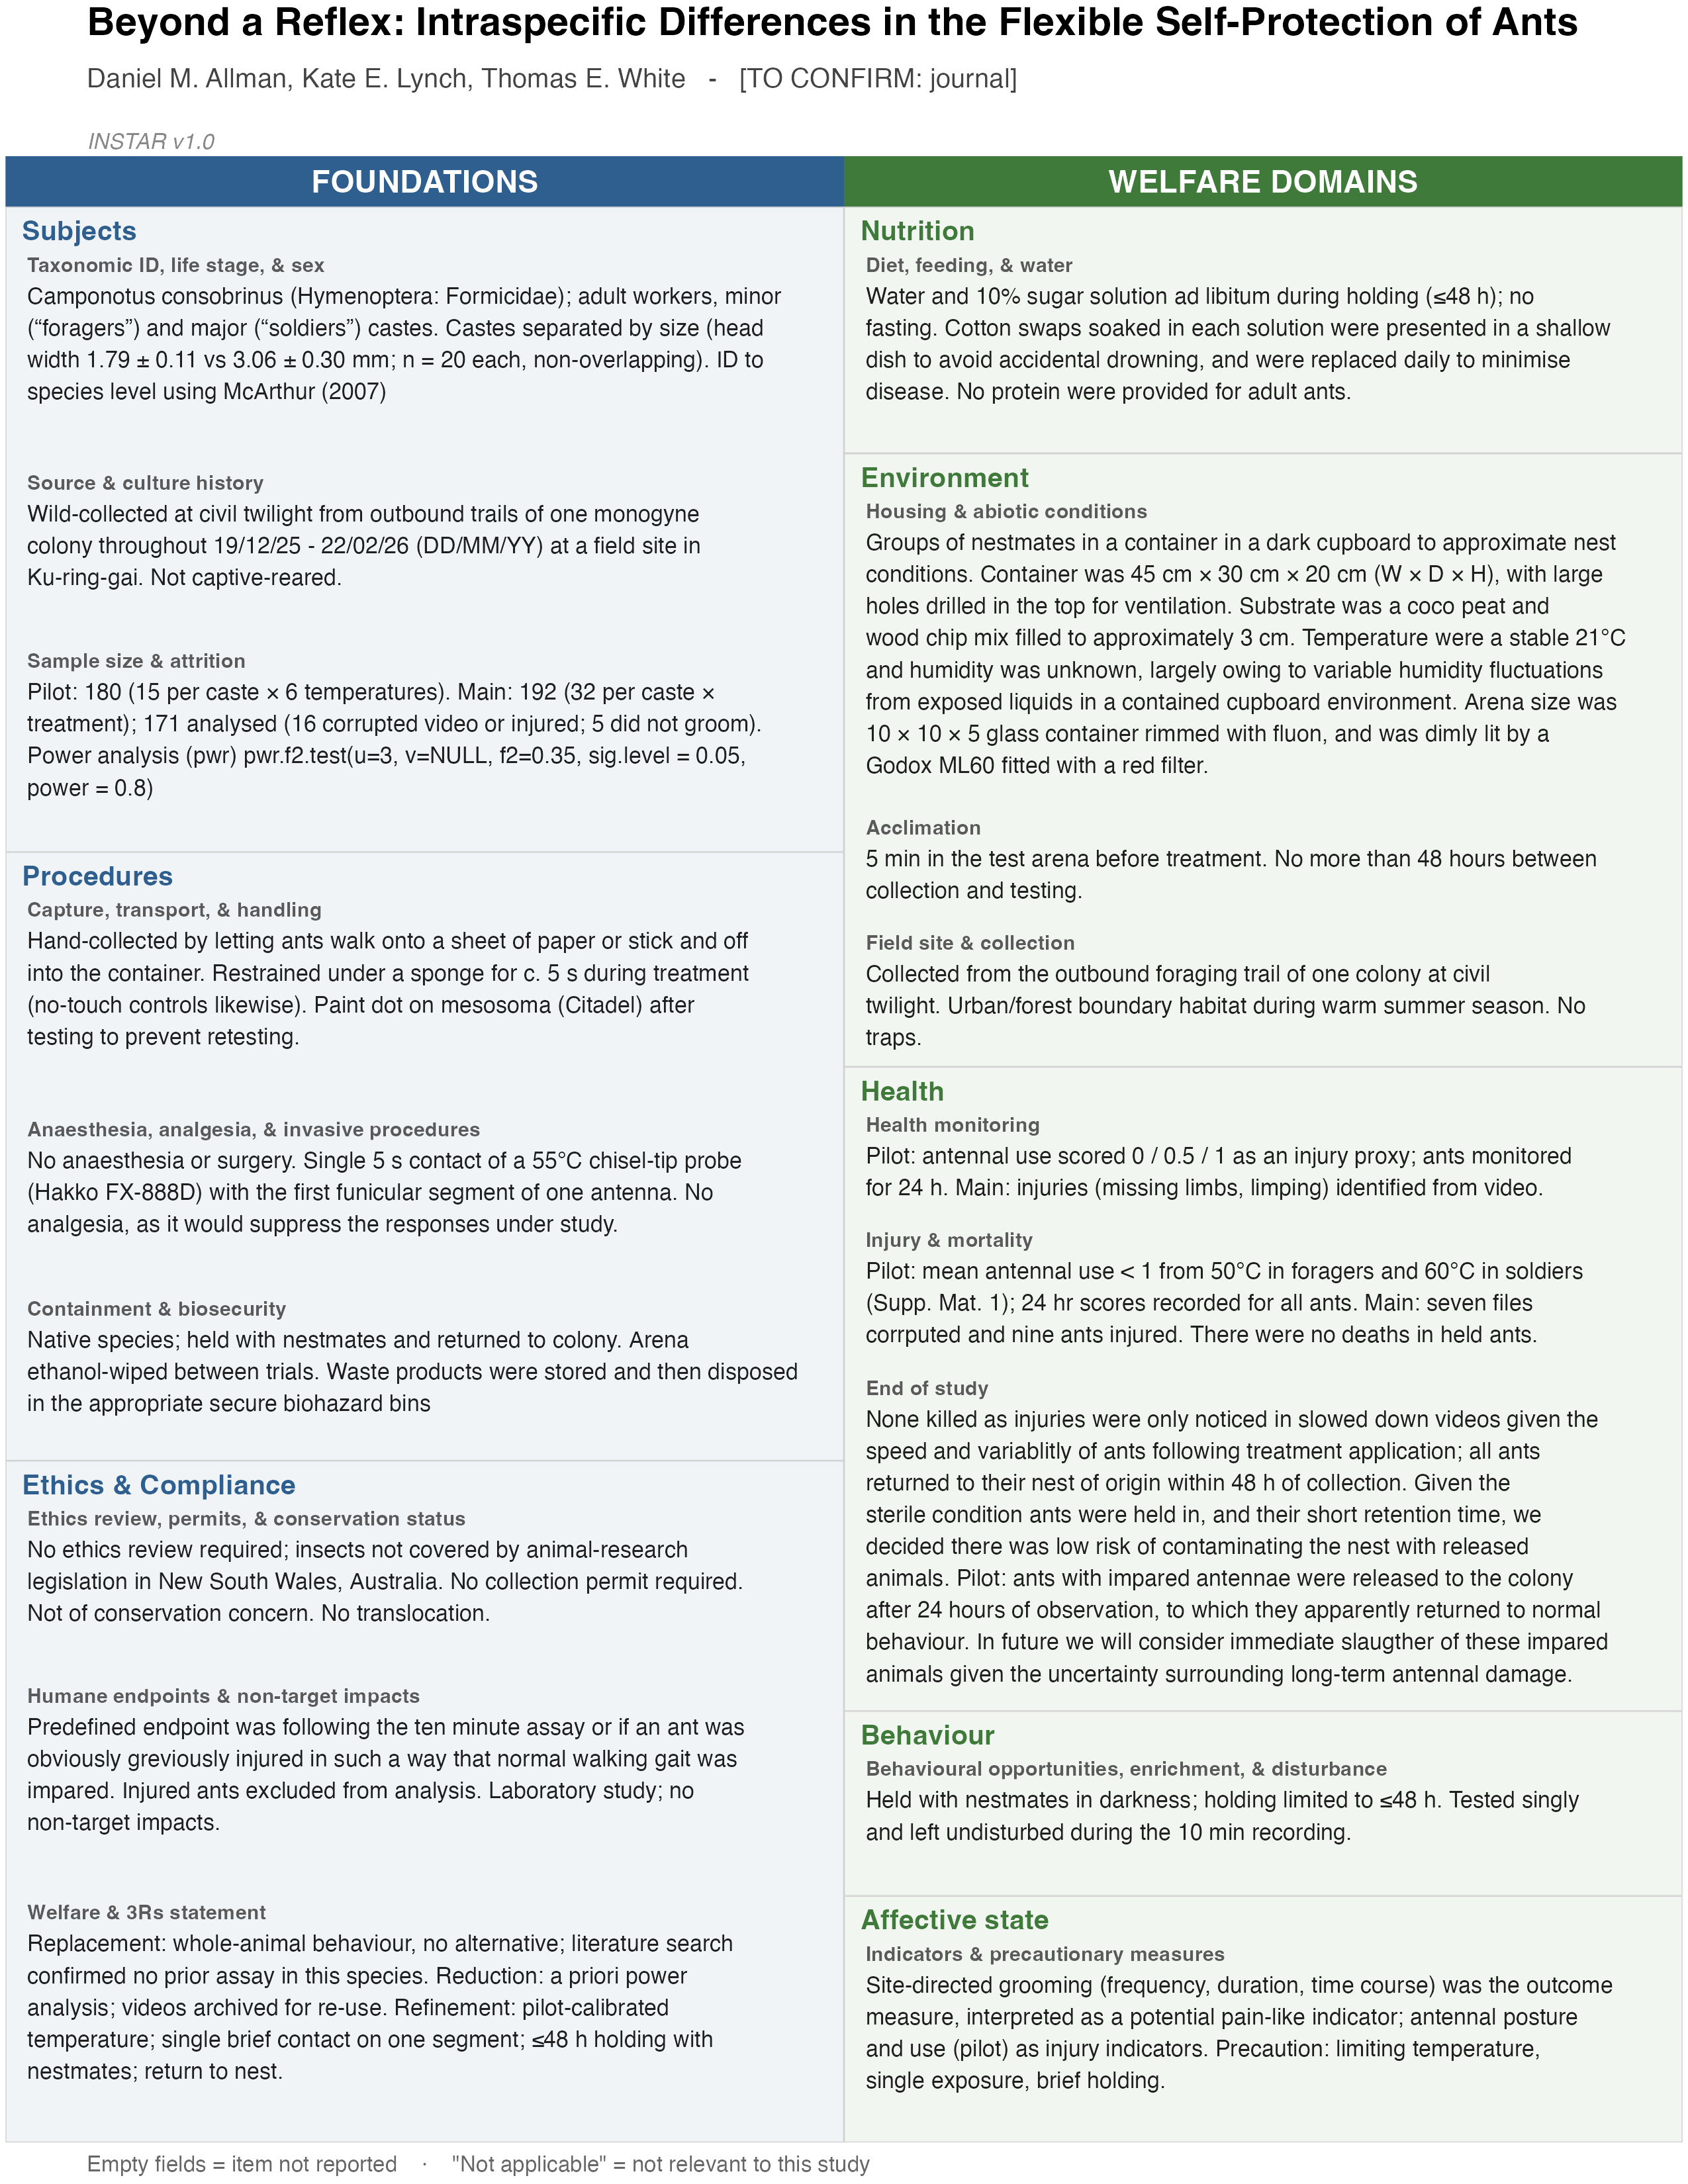 Beyond a Reflex: Intraspecific Differences in the Flexible Self-Protection of Ants
Daniel M. Allman, Kate E. Lynch, Thomas E. White - [TO CONFIRM: journal]
INSTAR v1.0
FOUNDATIONS
Subjects
Taxonomic ID, life stage, & sex
Camponotus consobrinus (Hymenoptera: Formicidae); adult workers, minor
(“foragers”) and major (“soldiers”) castes. Castes separated by size (head
width 1.79 ± 0.11 vs 3.06 ± 0.30 mm; n = 20 each, non-overlapping). ID to
species level using McArthur (2007)
Source & culture history
Wild-collected at civil twilight from outbound trails of one monogyne
colony throughout 19/12/25 - 22/02/26 (DD/MM/YY) at a field site in
Ku-ring-gai. Not captive-reared.
Sample size & attrition
Pilot: 180 (15 per caste × 6 temperatures). Main: 192 (32 per caste ×
treatment); 171 analysed (16 corrupted video or injured; 5 did not groom).
Power analysis (pwr) pwr.f2.test(u=3, v=NULL, f2=0.35, sig.level = 0.05,
power = 0.8)
Procedures
Capture, transport, & handling
Hand-collected by letting ants walk onto a sheet of paper or stick and off
into the container. Restrained under a sponge for c. 5 s during treatment
(no-touch controls likewise). Paint dot on mesosoma (Citadel) after
testing to prevent retesting.
Anaesthesia, analgesia, & invasive procedures
No anaesthesia or surgery. Single 5 s contact of a 55°C chisel-tip probe
(Hakko FX-888D) with the first funicular segment of one antenna. No
analgesia, as it would suppress the responses under study.
Containment & biosecurity
Native species; held with nestmates and returned to colony. Arena
ethanol-wiped between trials. Waste products were stored and then disposed
in the appropriate secure biohazard bins
Ethics & Compliance
Ethics review, permits, & conservation status
No ethics review required; insects not covered by animal-research
legislation in New South Wales, Australia. No collection permit required.
Not of conservation concern. No translocation.
Humane endpoints & non-target impacts
Predefined endpoint was following the ten minute assay or if an ant was
obviously greviously injured in such a way that normal walking gait was
impared. Injured ants excluded from analysis. Laboratory study; no
non-target impacts.
Welfare & 3Rs statement
Replacement: whole-animal behaviour, no alternative; literature search
confirmed no prior assay in this species. Reduction: a priori power
analysis; videos archived for re-use. Refinement: pilot-calibrated
temperature; single brief contact on one segment; ≤48 h holding with
nestmates; return to nest.
WELFARE DOMAINS
Nutrition
Diet, feeding, & water
Water and 10% sugar solution ad libitum during holding (≤48 h); no
fasting. Cotton swaps soaked in each solution were presented in a shallow
dish to avoid accidental drowning, and were replaced daily to minimise
disease. No protein were provided for adult ants.
Environment
Housing & abiotic conditions
Groups of nestmates in a container in a dark cupboard to approximate nest
conditions. Container was 45 cm × 30 cm × 20 cm (W × D × H), with large
holes drilled in the top for ventilation. Substrate was a coco peat and
wood chip mix filled to approximately 3 cm. Temperature were a stable 21°C
and humidity was unknown, largely owing to variable humidity fluctuations
from exposed liquids in a contained cupboard environment. Arena size was
10 × 10 × 5 glass container rimmed with fluon, and was dimly lit by a
Godox ML60 fitted with a red filter.
Acclimation
5 min in the test arena before treatment. No more than 48 hours between
collection and testing.
Field site & collection
Collected from the outbound foraging trail of one colony at civil
twilight. Urban/forest boundary habitat during warm summer season. No
traps.
Health
Health monitoring
Pilot: antennal use scored 0 / 0.5 / 1 as an injury proxy; ants monitored
for 24 h. Main: injuries (missing limbs, limping) identified from video.
Injury & mortality
Pilot: mean antennal use < 1 from 50°C in foragers and 60°C in soldiers
(Supp. Mat. 1); 24 hr scores recorded for all ants. Main: seven files
corrputed and nine ants injured. There were no deaths in held ants.
End of study
None killed as injuries were only noticed in slowed down videos given the
speed and variablitly of ants following treatment application; all ants
returned to their nest of origin within 48 h of collection. Given the
sterile condition ants were held in, and their short retention time, we
decided there was low risk of contaminating the nest with released
animals. Pilot: ants with impared antennae were released to the colony
after 24 hours of observation, to which they apparently returned to normal
behaviour. In future we will consider immediate slaugther of these impared
animals given the uncertainty surrounding long-term antennal damage.
Behaviour
Behavioural opportunities, enrichment, & disturbance
Held with nestmates in darkness; holding limited to ≤48 h. Tested singly
and left undisturbed during the 10 min recording.
Affective state
Indicators & precautionary measures
Site-directed grooming (frequency, duration, time course) was the outcome
measure, interpreted as a potential pain-like indicator; antennal posture
and use (pilot) as injury indicators. Precaution: limiting temperature,
single exposure, brief holding.
Empty fields = item not reported · "Not applicable" = not relevant to this study